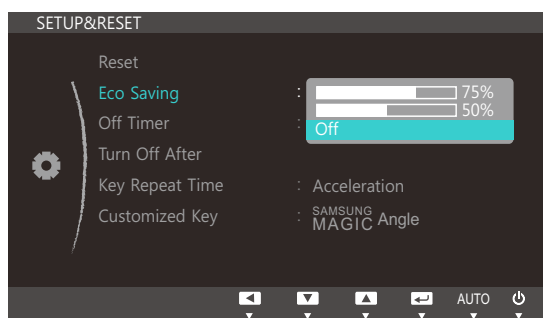 SETUP&RESET
Reset
Eco Saving :
75%
50%
Off Timer :
Off
Turn Off After
Key Repeat Time : Acceleration
Customized Key : SAMSUNG MAGIC Angle
AUTO